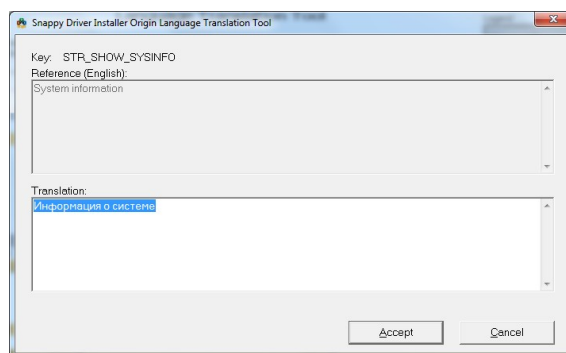 Snappy Driver Installer Origin Language Translation Tool
Key: STR_SHOW_SYSINFO
Reference (English):
System information
Translation:
Информация о системе
Accept
Cancel